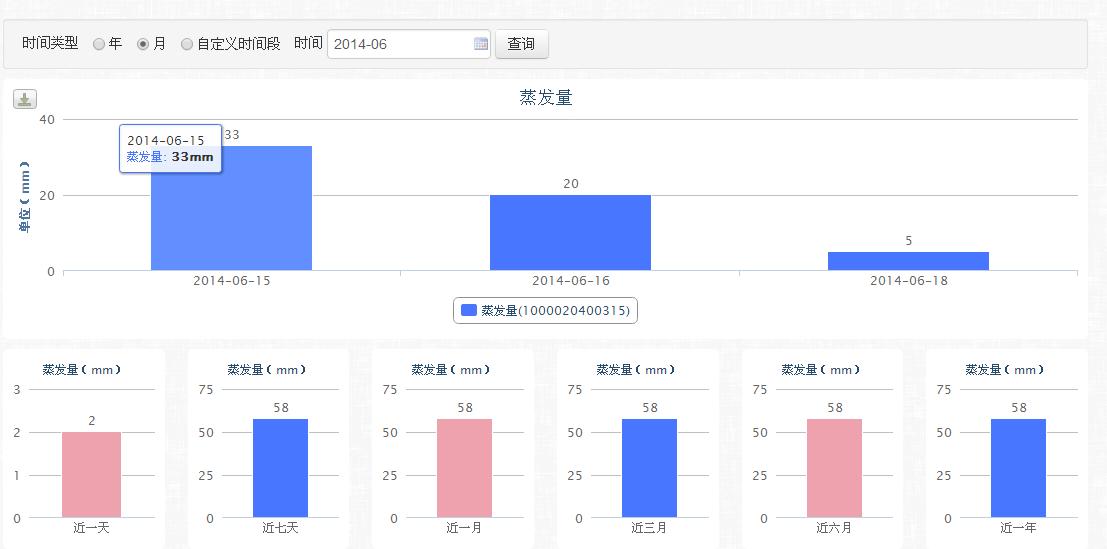 时间类型 年 月 自定义时间段 时间 2014-06 查询
蒸发量
单位（mm）
40
20
0
2014-06-15
蒸发量: 33mm
33
20
5
2014-06-15 2014-06-16 2014-06-18
蒸发量(1000020400315)
蒸发量（mm）
3
2
1
0
2
近一天
蒸发量（mm）
75
50
25
0
58
近七天
蒸发量（mm）
75
50
25
0
58
近一月
蒸发量（mm）
75
50
25
0
58
近三月
蒸发量（mm）
75
50
25
0
58
近六月
蒸发量（mm）
75
50
25
0
58
近一年